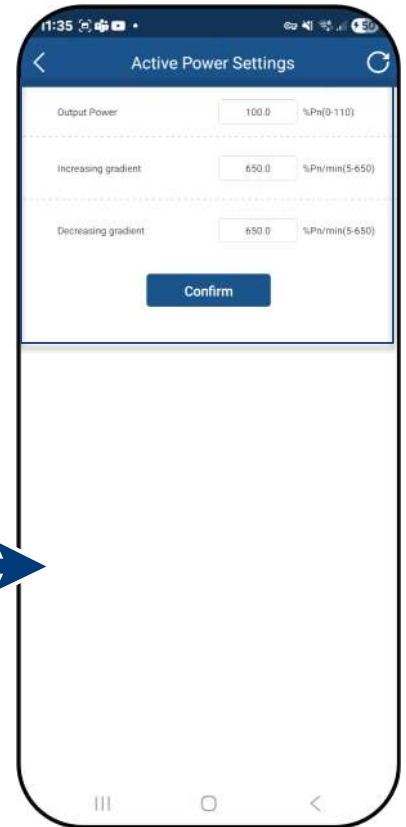 11:35
50
Active Power Settings
Output Power 100.0 %Pn(0-110)
Increasing gradient 650.0 %Pn/min(5-650)
Decreasing gradient 650.0 %Pn/min(5-650)
Confirm